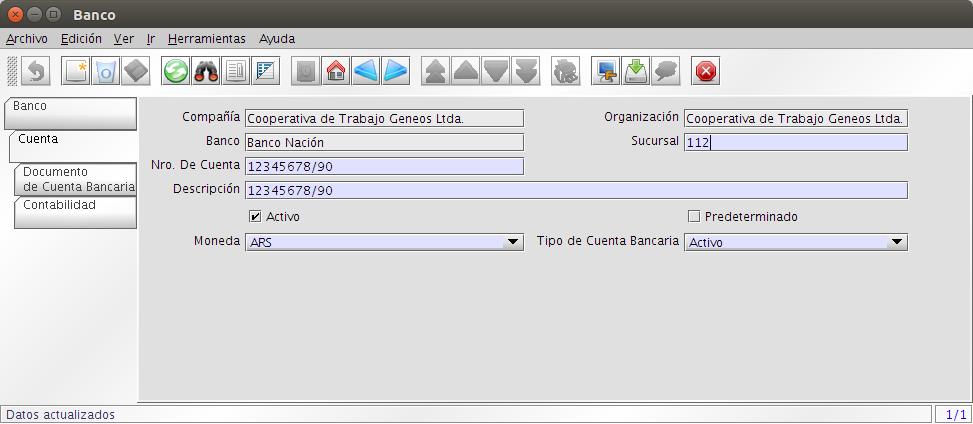 Banco
Archivo Edición Ver Ir Herramientas Ayuda
Banco
Cuenta
Documento
de Cuenta Bancaria
Contabilidad
Compañía Cooperativa de Trabajo Geneos Ltda. Organización Cooperativa de Trabajo Geneos Ltda.
Banco Banco Nación Sucursal 112
Nro. De Cuenta 12345678/90
Descripción 12345678/90
Activo Predeterminado
Moneda ARS Tipo de Cuenta Bancaria Activo
Datos actualizados 1/1